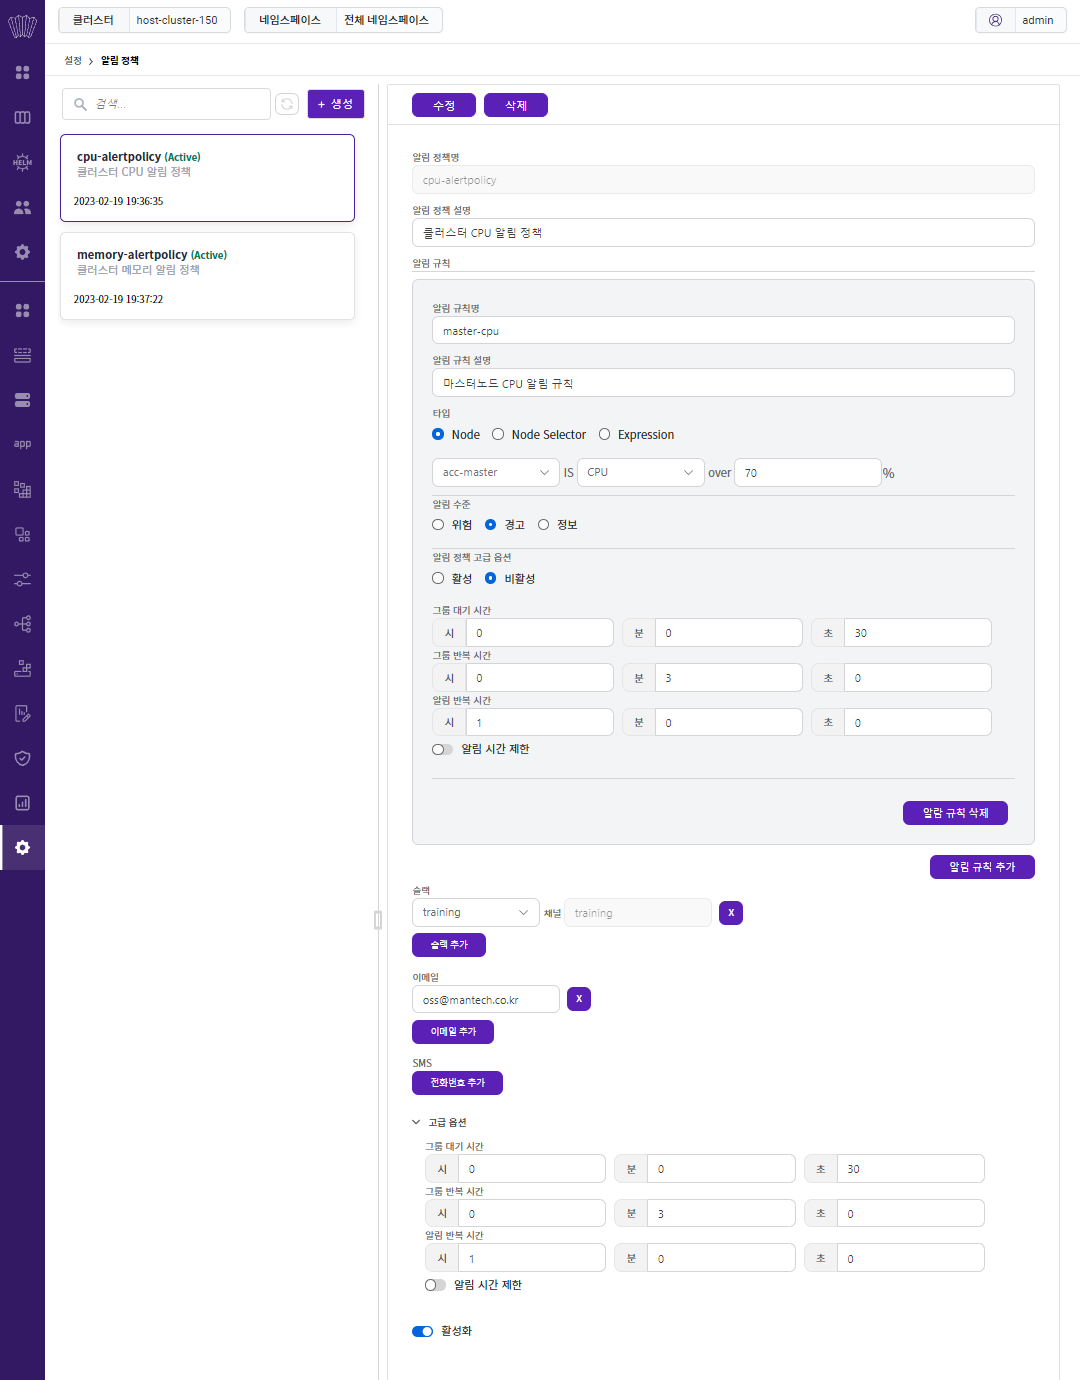 클러스터 host-cluster-150 네임스페이스 전체 네임스페이스 admin
설정 > 알림 정책
검색... + 생성 수정 삭제
cpu-alertpolicy (Active)
클러스터 CPU 알림 정책
2023-02-19 19:36:35
memory-alertpolicy (Active)
클러스터 메모리 알림 정책
2023-02-19 19:37:22
HELM
app
알림 정책명
cpu-alertpolicy
알림 정책 설명
클러스터 CPU 알림 정책
알림 규칙
알림 규칙명
master-cpu
알림 규칙 설명
마스터노드 CPU 알림 규칙
타입
Node Node Selector Expression
acc-master IS CPU over 70 %
알림 수준
위험 경고 정보
알림 정책 고급 옵션
활성 비활성
그룹 대기 시간
시 0 분 0 초 30
그룹 반복 시간
시 0 분 3 초 0
알림 반복 시간
시 1 분 0 초 0
알림 시간 제한
알람 규칙 삭제
알림 규칙 추가
슬랙
training 채널 training X
슬랙 추가
이메일
oss@mantech.co.kr X
이메일 추가
SMS
전화번호 추가
고급 옵션
그룹 대기 시간
시 0 분 0 초 30
그룹 반복 시간
시 0 분 3 초 0
알림 반복 시간
시 1 분 0 초 0
알림 시간 제한
활성화